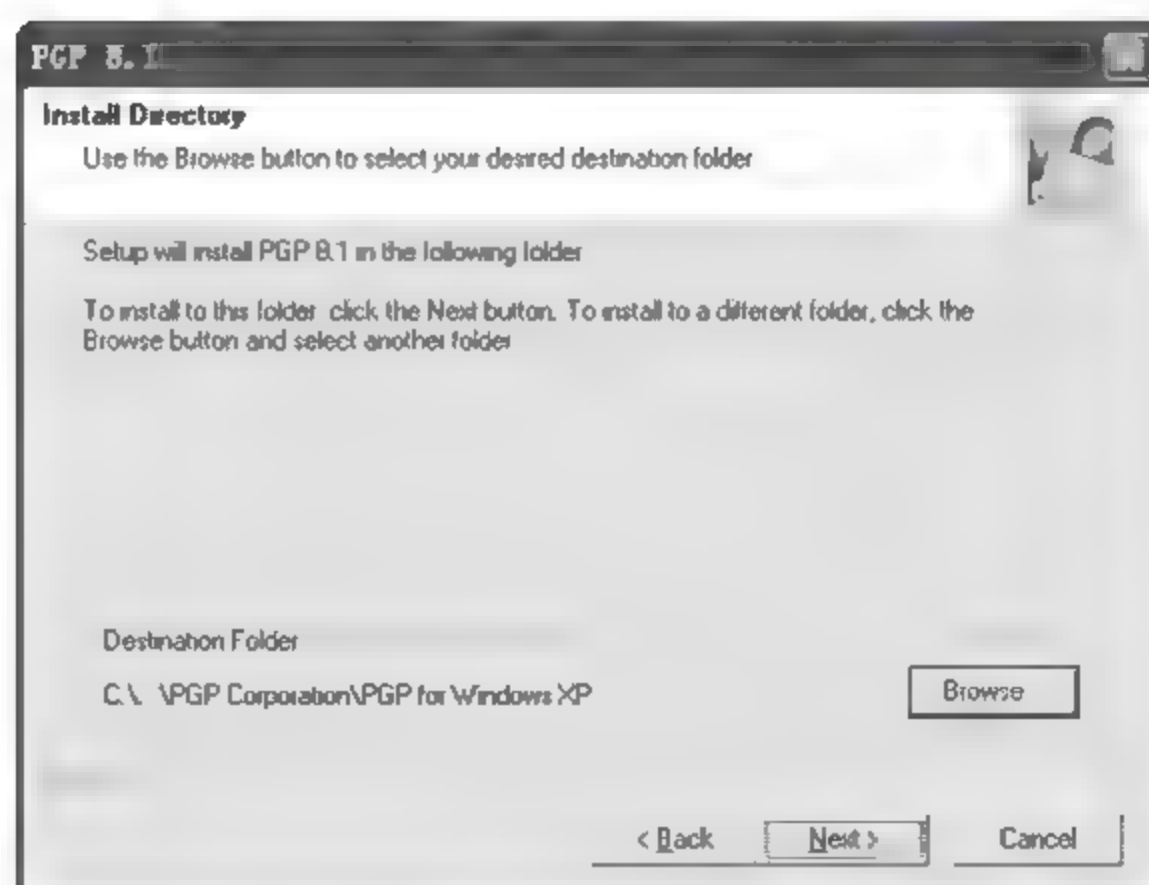 PGP 8.1
Install Directory
Use the Browse button to select your desired destination folder
Setup will install PGP 8.1 in the following folder
To install to this folder click the Next button. To install to a different folder, click the
Browse button and select another folder
Destination Folder
C:\...\PGP Corporation\PGP for Windows XP
Browse
< Back
Next >
Cancel